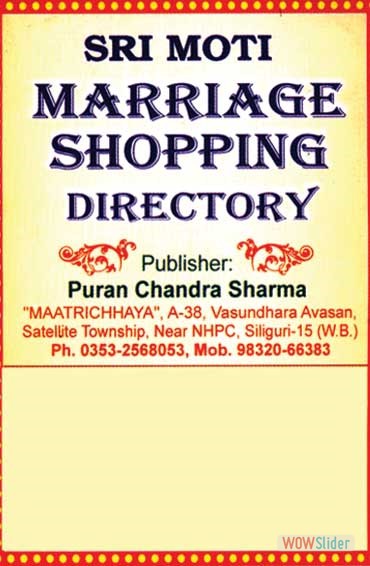 SRI MOTI
MARRIAGE
SHOPPING
DIRECTORY
Publisher:
Puran Chandra Sharma
"MAATRICHHAYA", A-38, Vasundhara Avasan,
Satellite Township, Near NHPC, Siliguri-15 (W.B.)
Ph. 0353-2568053, Mob. 98320-66383
WOWSlider